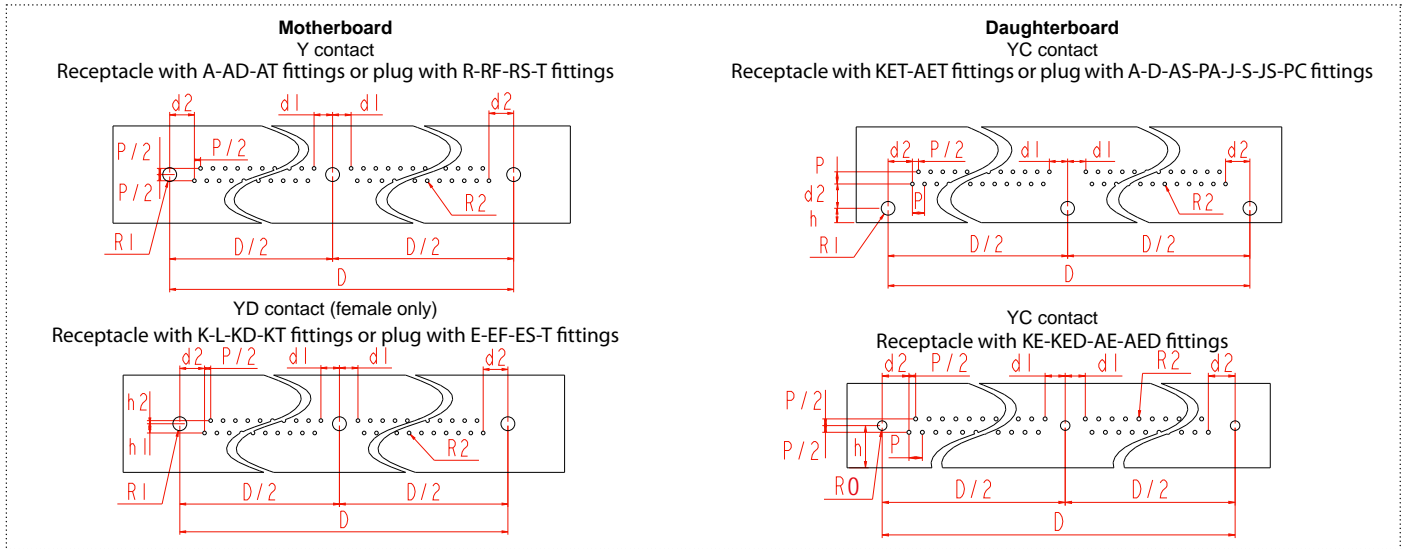 Motherboard
Y contact
Receptacle with A-AD-AT fittings or plug with R-RF-RS-T fittings
d2 d1 d1 d2
P/2 P/2
P/2
R2
R1
D/2 D/2
D
YD contact (female only)
Receptacle with K-L-KD-KT fittings or plug with E-EF-ES-T fittings
d2 P/2 d1 d1 d2
h2
h1
R2
R1
D/2 D/2
D
Daughterboard
YC contact
Receptacle with KET-AET fittings or plug with A-D-AS-PA-J-S-JS-PC fittings
d2 P/2 d1 d1 d2
P
d2
P
h
R2
R1
D/2 D/2
D
YC contact
Receptacle with KE-KED-AE-AED fittings
d2 P/2 d1 d1 R2 d2
P/2
P/2
h
P
R0
D/2 D/2
D